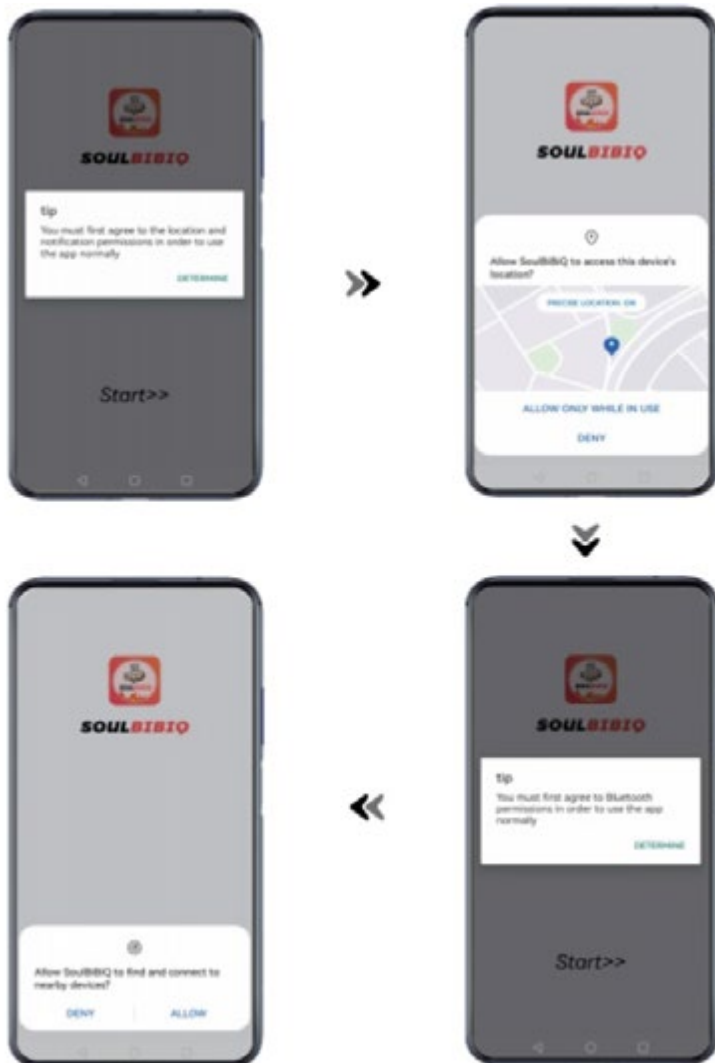 SOULBIBIQ
tip
You must first agree to the location and
notification permissions in order to use
the app normally
DETERMINE
Start>>
SOULBIBIQ
Allow SoulBIBIQ to access this device's
location?
PRECISE LOCATION: ON
ALLOW ONLY WHILE IN USE
DENY
SOULBIBIQ
tip
You must first agree to Bluetooth
permissions in order to use the app
normally
DETERMINE
Start>>
SOULBIBIQ
Allow SoulBIBIQ to find and connect to
nearby devices?
DENY
ALLOW